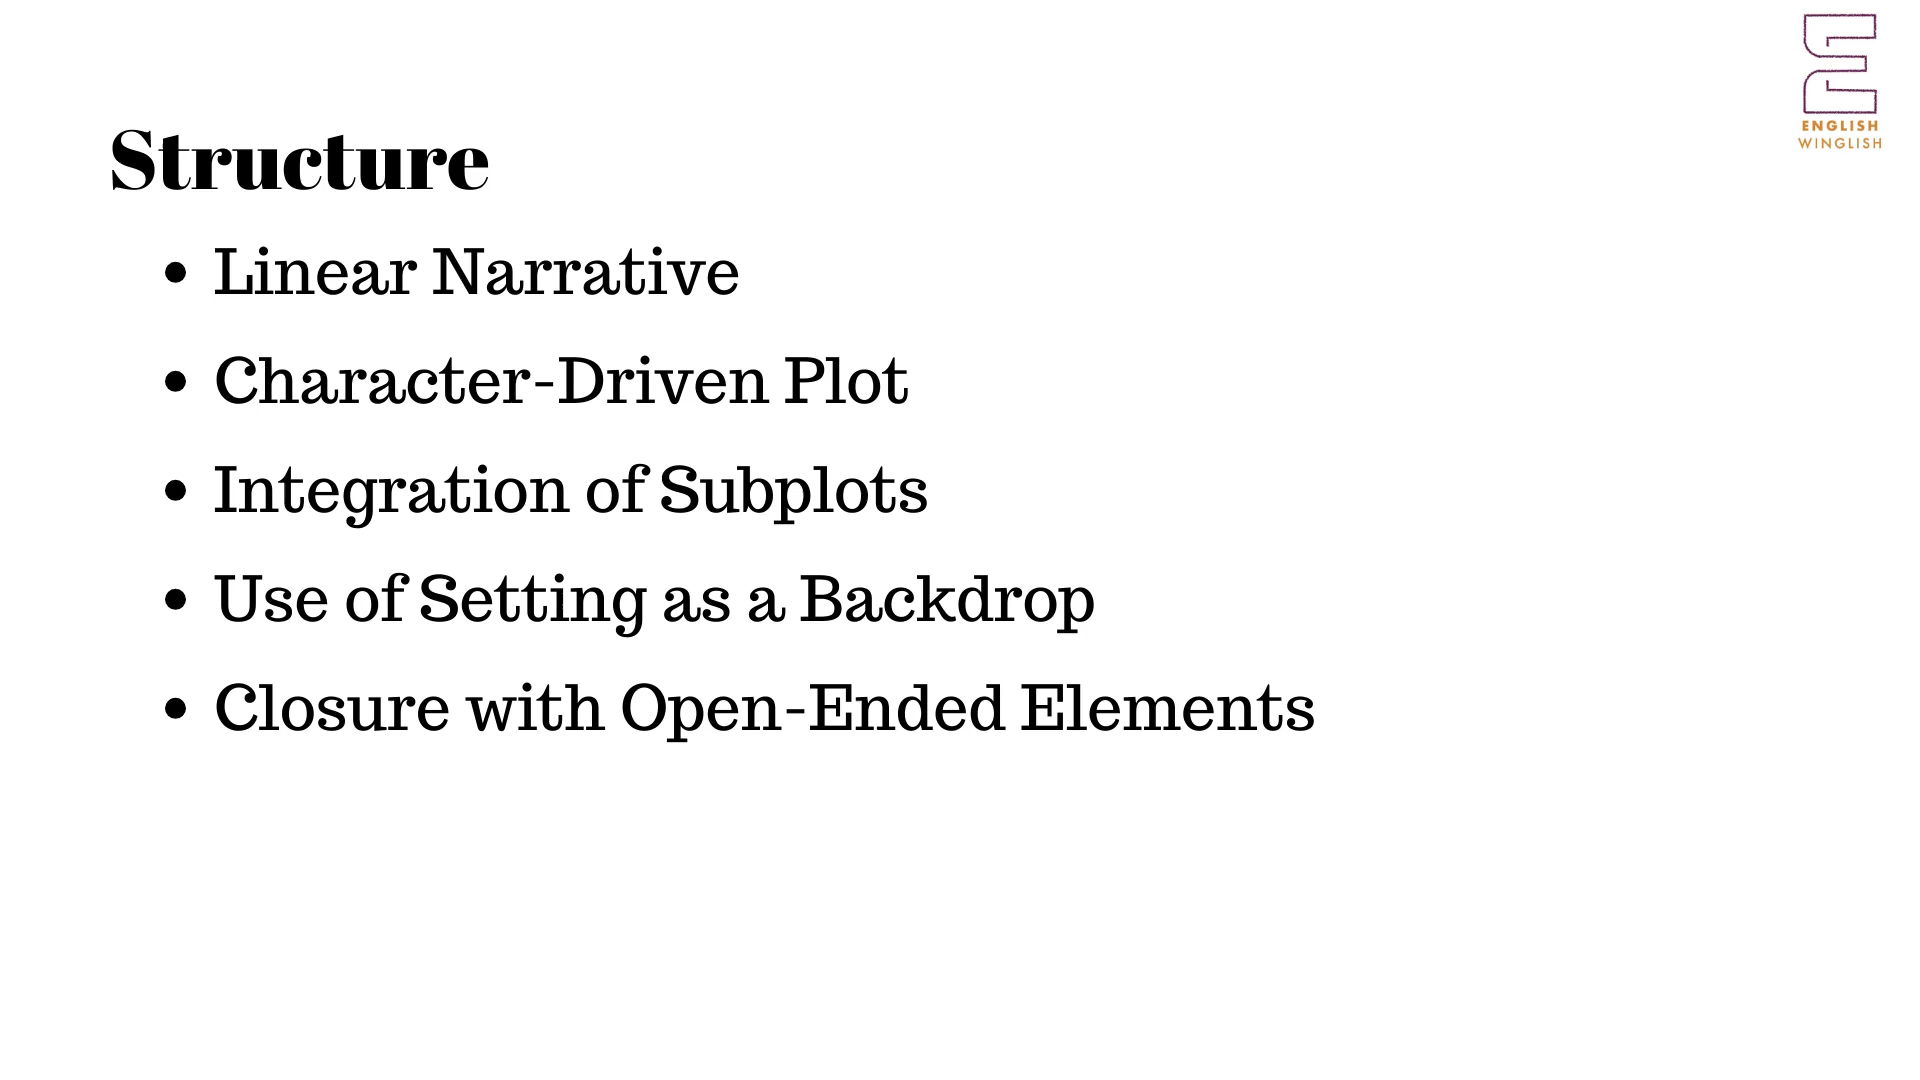 ENGLISH
WINGLISH
Structure
• Linear Narrative
• Character-Driven Plot
• Integration of Subplots
• Use of Setting as a Backdrop
• Closure with Open-Ended Elements